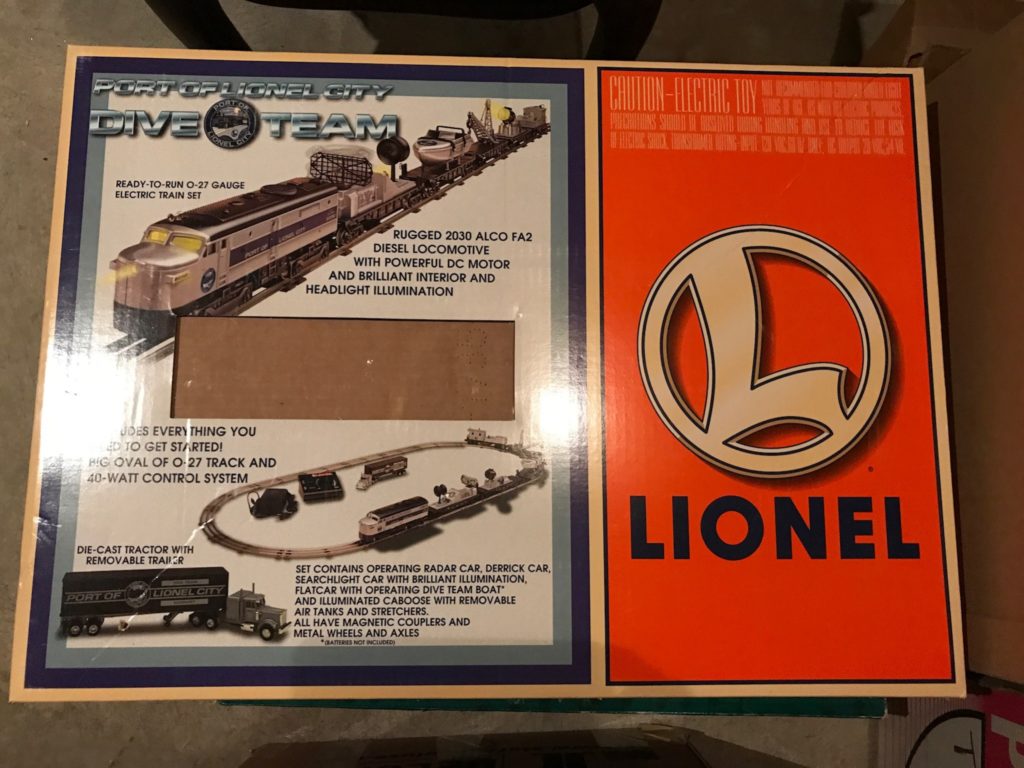 PORT OF LIONEL CITY
DIVE TEAM
PORT OF
LIONEL CITY
READY-TO-RUN O-27 GAUGE
ELECTRIC TRAIN SET
RUGGED 2030 ALCO FA2
DIESEL LOCOMOTIVE
WITH POWERFUL DC MOTOR
AND BRILLIANT INTERIOR AND
HEADLIGHT ILLUMINATION
UDES EVERYTHING YOU
ED TO GET STARTED!
BIG OVAL OF O-27 TRACK AND
40-WATT CONTROL SYSTEM
DIE-CAST TRACTOR WITH
REMOVABLE TRAILER
PORT OF LIONEL CITY
SET CONTAINS OPERATING RADAR CAR, DERRICK CAR,
SEARCHLIGHT CAR WITH BRILLIANT ILLUMINATION,
FLATCAR WITH OPERATING DIVE TEAM BOAT*
AND ILLUMINATED CABOOSE WITH REMOVABLE
AIR TANKS AND STRETCHERS.
ALL HAVE MAGNETIC COUPLERS AND
METAL WHEELS AND AXLES
*(BATTERIES NOT INCLUDED)
CAUTION-ELECTRIC TOY
L
LIONEL